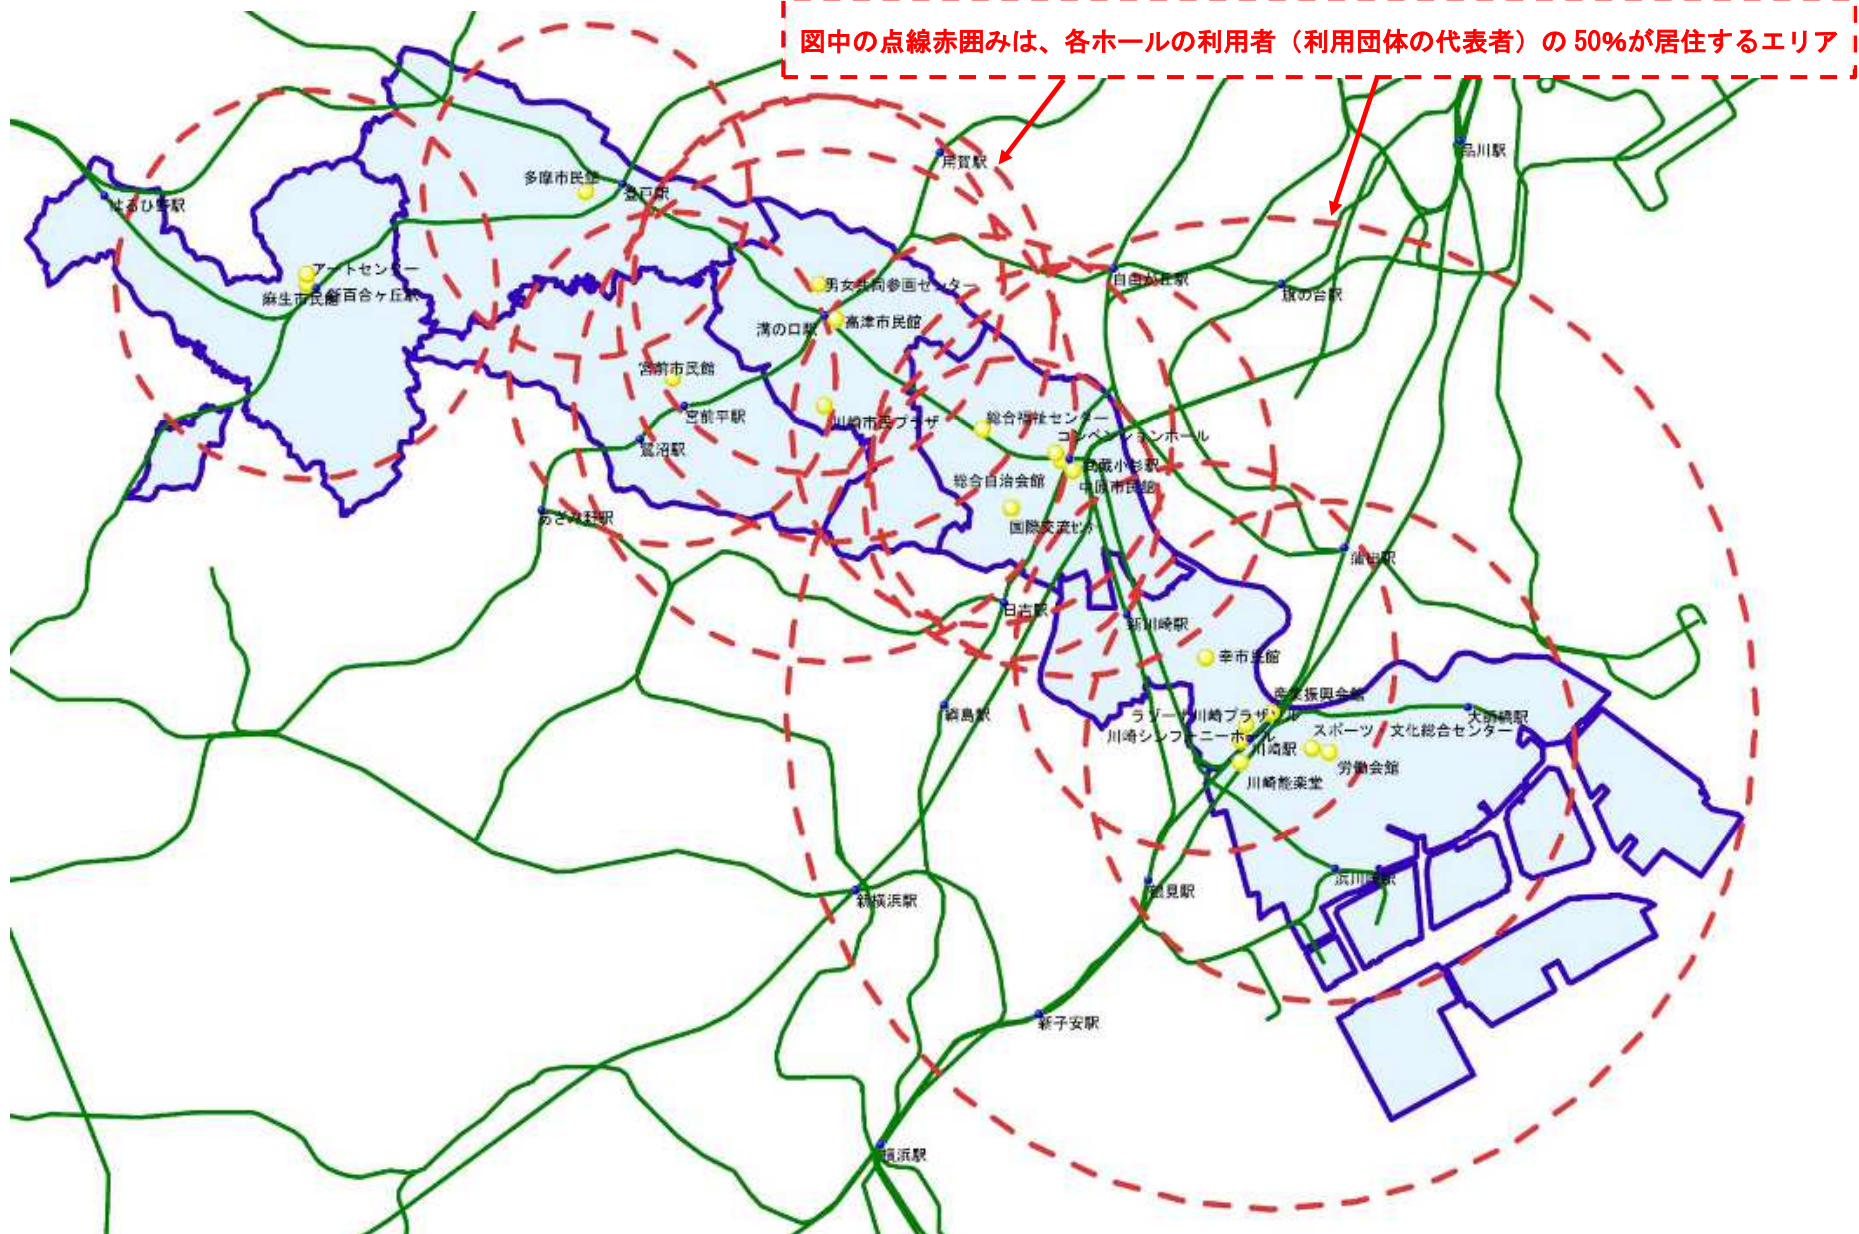 図中の点線赤囲みは、各ホールの利用者（利用団体の代表者）の 50%が居住するエリア
品川駅
用賀駅
多摩市民館
登戸駅
はるひ野駅
アートセンター
麻生市民館
新百合ヶ丘駅
男女共同参画センター
自由が丘駅
旗の台駅
溝の口駅
高津市民館
宮前市民館
宮前平駅
川崎市民プラザ
総合福祉センター
コンベンションホール
鷺沼駅
武蔵小杉駅
総合自治会館
中原市民館
あざみ野駅
国際交流センター
蒲田駅
日吉駅
新川崎駅
幸市民館
産業振興会館
綱島駅
ラゾーナ川崎プラザソル
大師橋駅
川崎シンフォニーホール
スポーツ・文化総合センター
川崎駅
労働会館
川崎能楽堂
浜川崎駅
鶴見駅
新横浜駅
新子安駅
横浜駅